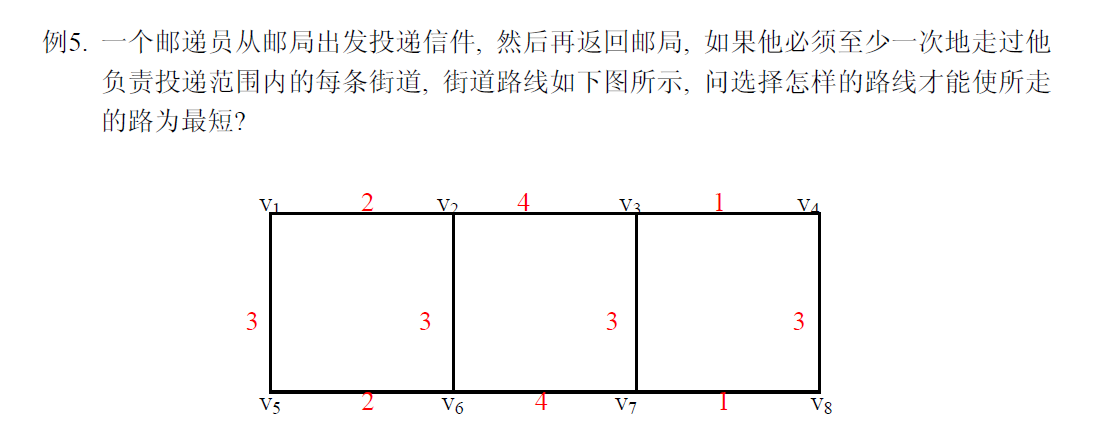 例5. 一个邮递员从邮局出发投递信件, 然后再返回邮局, 如果他必须至少一次地走过他
负责投递范围内的每条街道, 街道路线如下图所示, 问选择怎样的路线才能使所走
的路为最短?
v1 2 v2 4 v3 1 v4
3 3 3 3
v5 2 v6 4 v7 1 v8